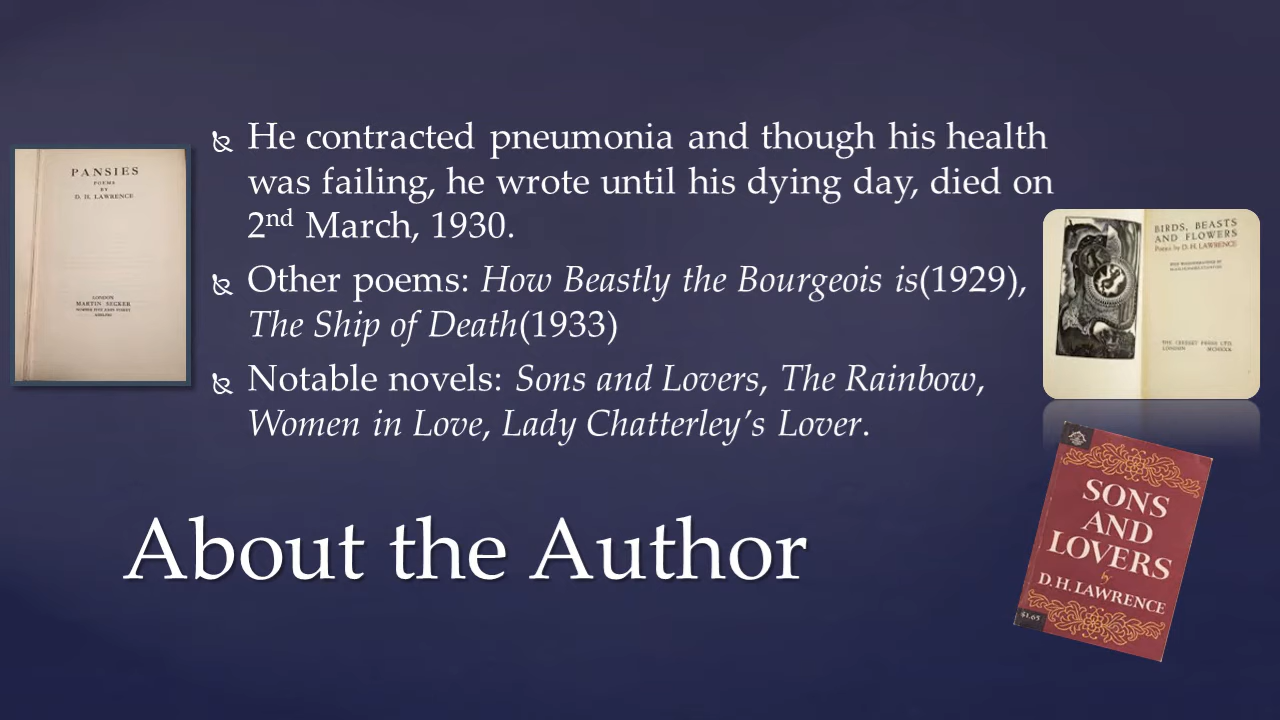 He contracted pneumonia and though his health
was failing, he wrote until his dying day, died on
2nd March, 1930.
Other poems: How Beastly the Bourgeois is(1929),
The Ship of Death(1933)
Notable novels: Sons and Lovers, The Rainbow,
Women in Love, Lady Chatterley’s Lover.
About the Author
PANSIES
POEMS
BY
D. H. LAWRENCE
LONDON
MARTIN SECKER
BIRDS, BEASTS
AND FLOWERS
Poems by D. H. LAWRENCE
THE CRESSET PRESS LTD
LONDON
SONS
AND
LOVERS
by
D. H. LAWRENCE
$1.65